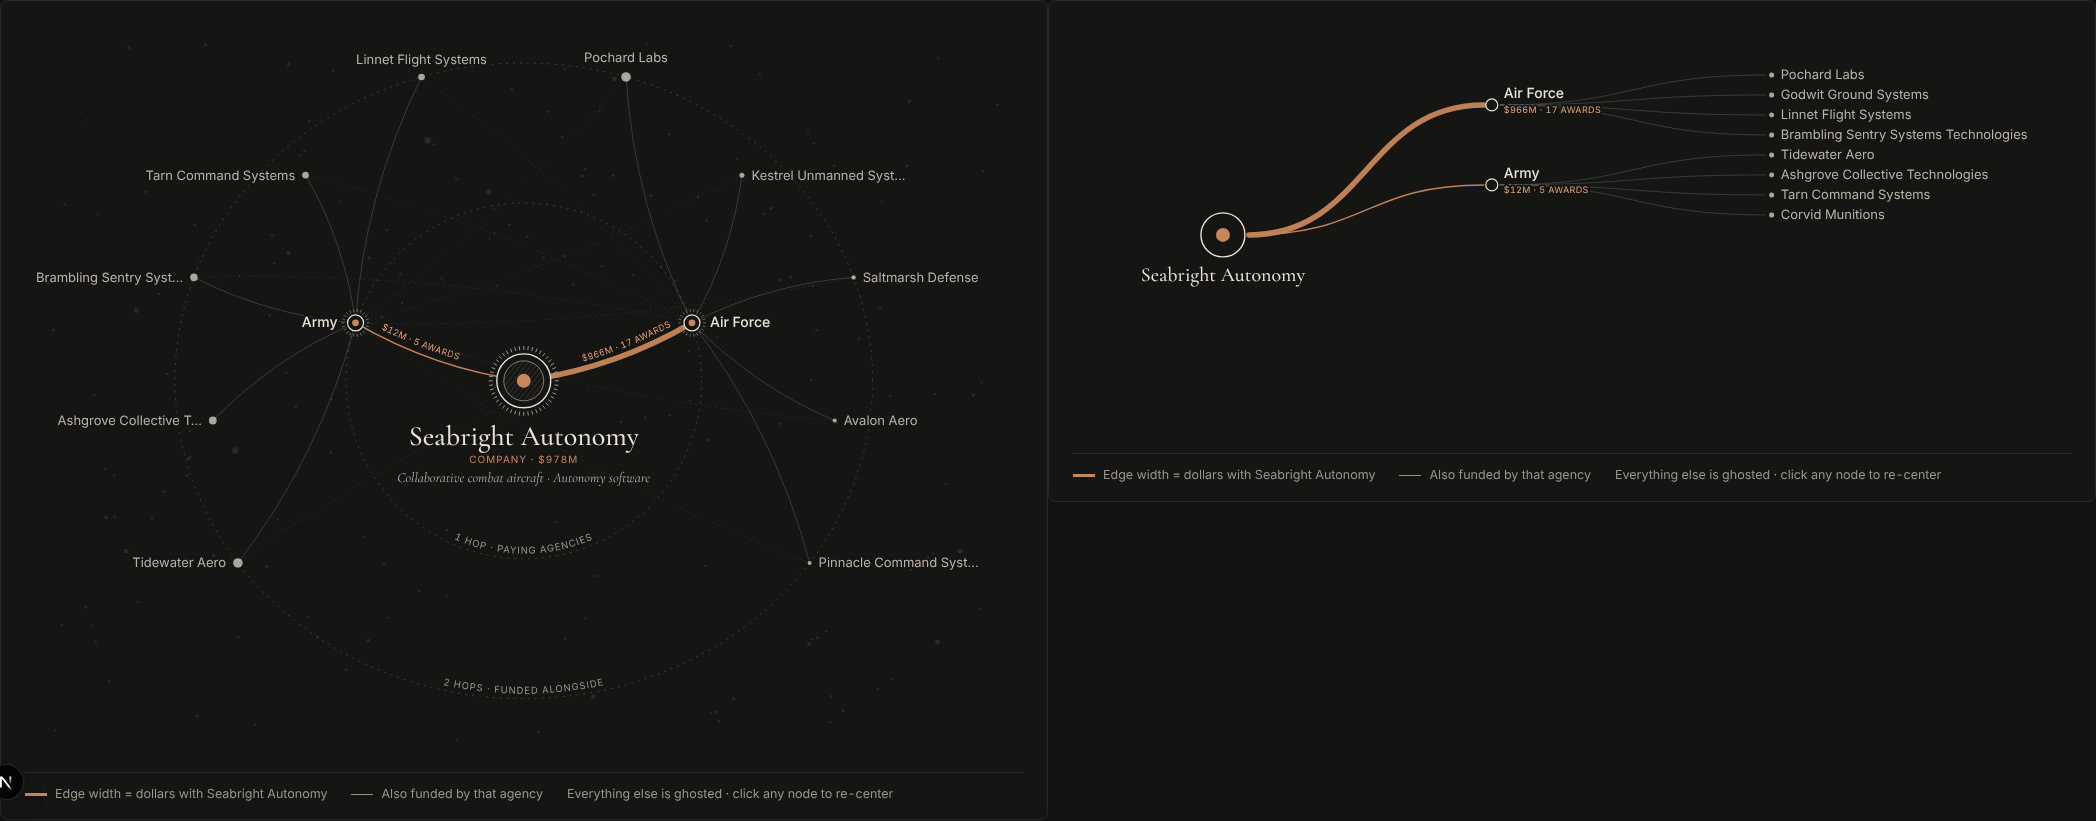 Linnet Flight Systems
Pochard Labs
Tarn Command Systems
Kestrel Unmanned Syst...
Brambling Sentry Syst...
Saltmarsh Defense
Army
Air Force
$12M · 5 AWARDS
$966M · 17 AWARDS
Ashgrove Collective T...
Avalon Aero
Seabright Autonomy
COMPANY · $978M
Collaborative combat aircraft · Autonomy software
1 HOP · PAYING AGENCIES
Tidewater Aero
Pinnacle Command Syst...
2 HOPS · FUNDED ALONGSIDE
N
Edge width = dollars with Seabright Autonomy
Also funded by that agency
Everything else is ghosted · click any node to re-center
Air Force
$966M · 17 AWARDS
Army
$12M · 5 AWARDS
Seabright Autonomy
Pochard Labs
Godwit Ground Systems
Linnet Flight Systems
Brambling Sentry Systems Technologies
Tidewater Aero
Ashgrove Collective Technologies
Tarn Command Systems
Corvid Munitions
Edge width = dollars with Seabright Autonomy
Also funded by that agency
Everything else is ghosted · click any node to re-center